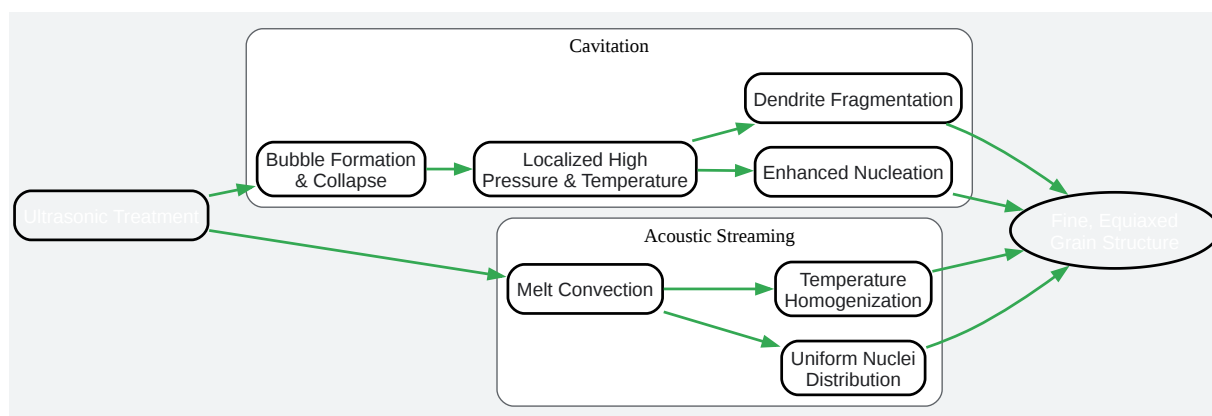 Cavitation
Dendrite Fragmentation
Bubble Formation
& Collapse
Localized High
Pressure & Temperature
Enhanced Nucleation
Ultrasonic Treatment
Fine, Equiaxed
Grain Structure
Acoustic Streaming
Melt Convection
Temperature
Homogenization
Uniform Nuclei
Distribution